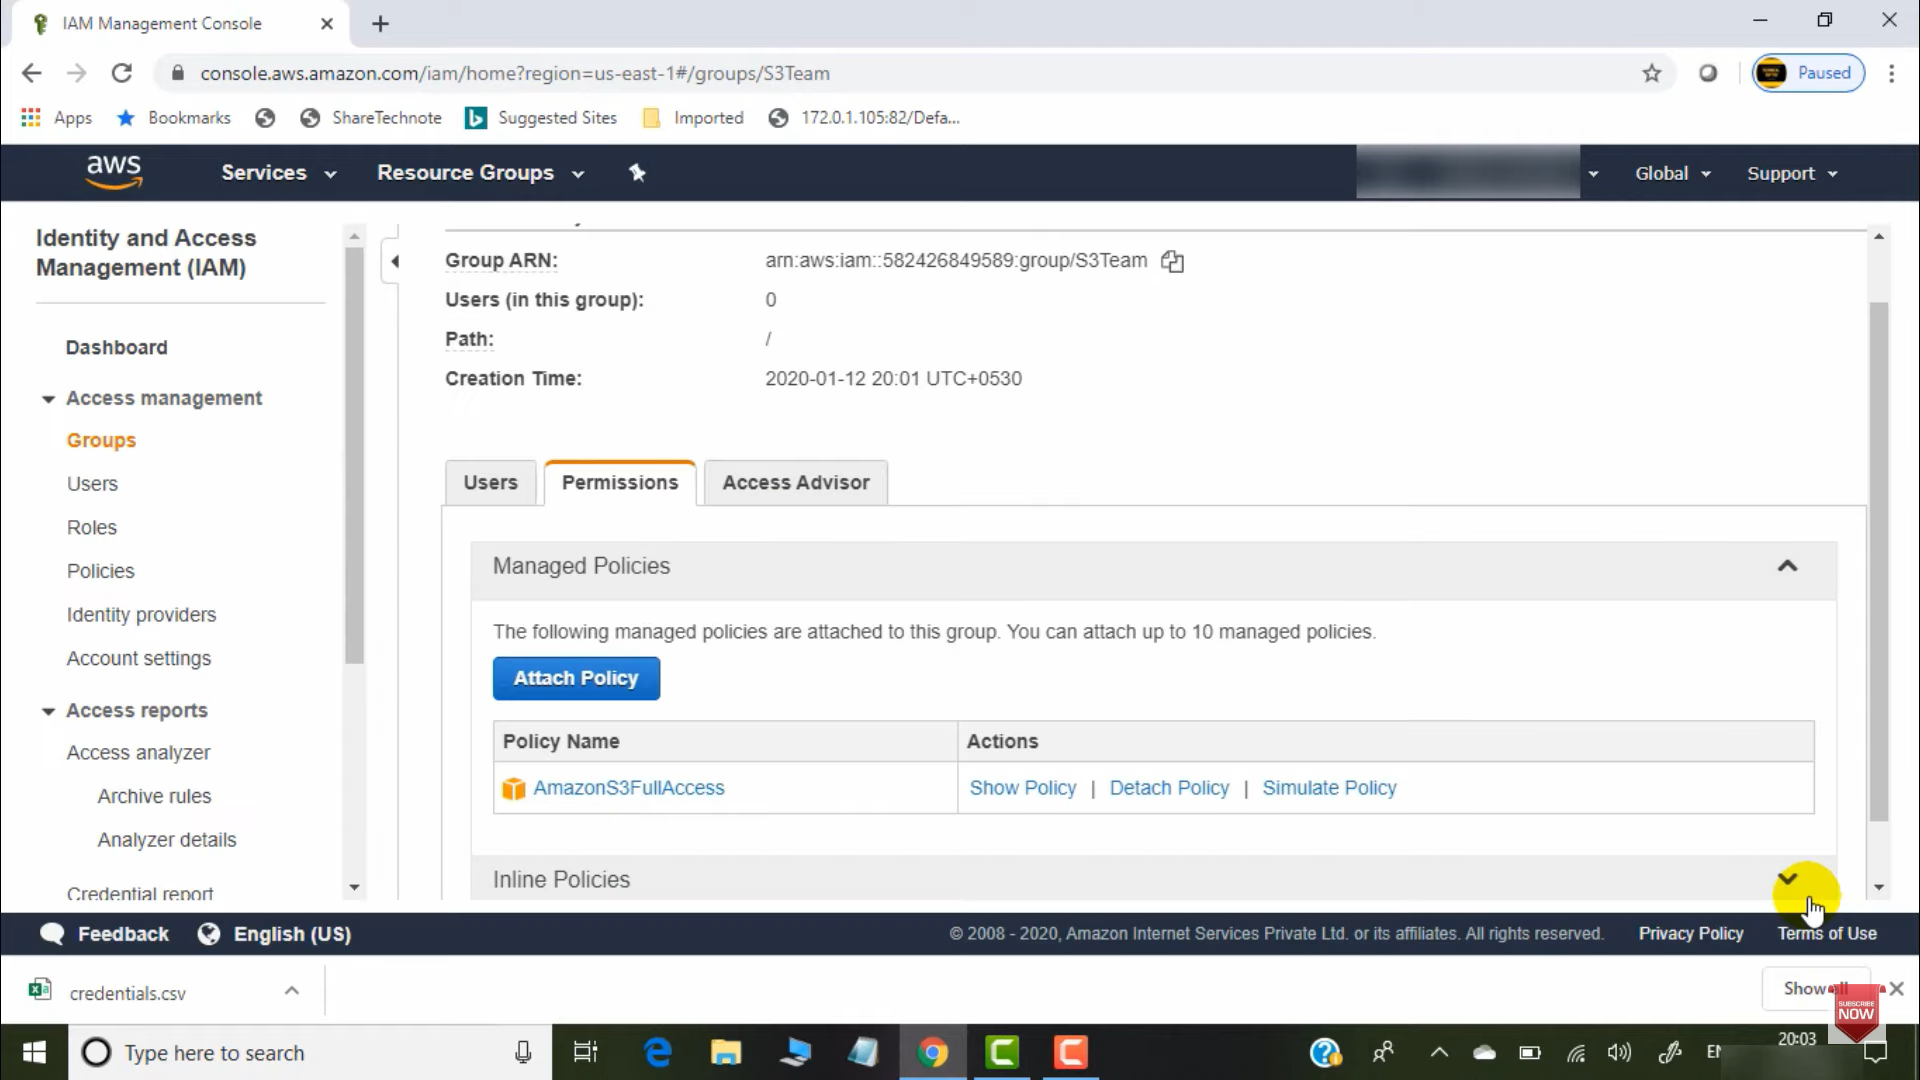 IAM Management Console
console.aws.amazon.com/iam/home?region=us-east-1#/groups/S3Team
Paused
Apps
Bookmarks
ShareTechnote
Suggested Sites
Imported
172.0.1.105:82/Defa...
aws
Services
Resource Groups
Global
Support
Identity and Access
Management (IAM)
Dashboard
Access management
Groups
Users
Roles
Policies
Identity providers
Account settings
Access reports
Access analyzer
Archive rules
Analyzer details
Credential report
Group ARN:
arn:aws:iam::582426849589:group/S3Team
Users (in this group):
0
Path:
/
Creation Time:
2020-01-12 20:01 UTC+0530
Users
Permissions
Access Advisor
Managed Policies
The following managed policies are attached to this group. You can attach up to 10 managed policies.
Attach Policy
Policy Name
Actions
AmazonS3FullAccess
Show Policy | Detach Policy | Simulate Policy
Inline Policies
Feedback
English (US)
© 2008 - 2020, Amazon Internet Services Private Ltd. or its affiliates. All rights reserved.
Privacy Policy
Terms of Use
credentials.csv
Show
SUBSCRIBE
NOW
Type here to search
20:03